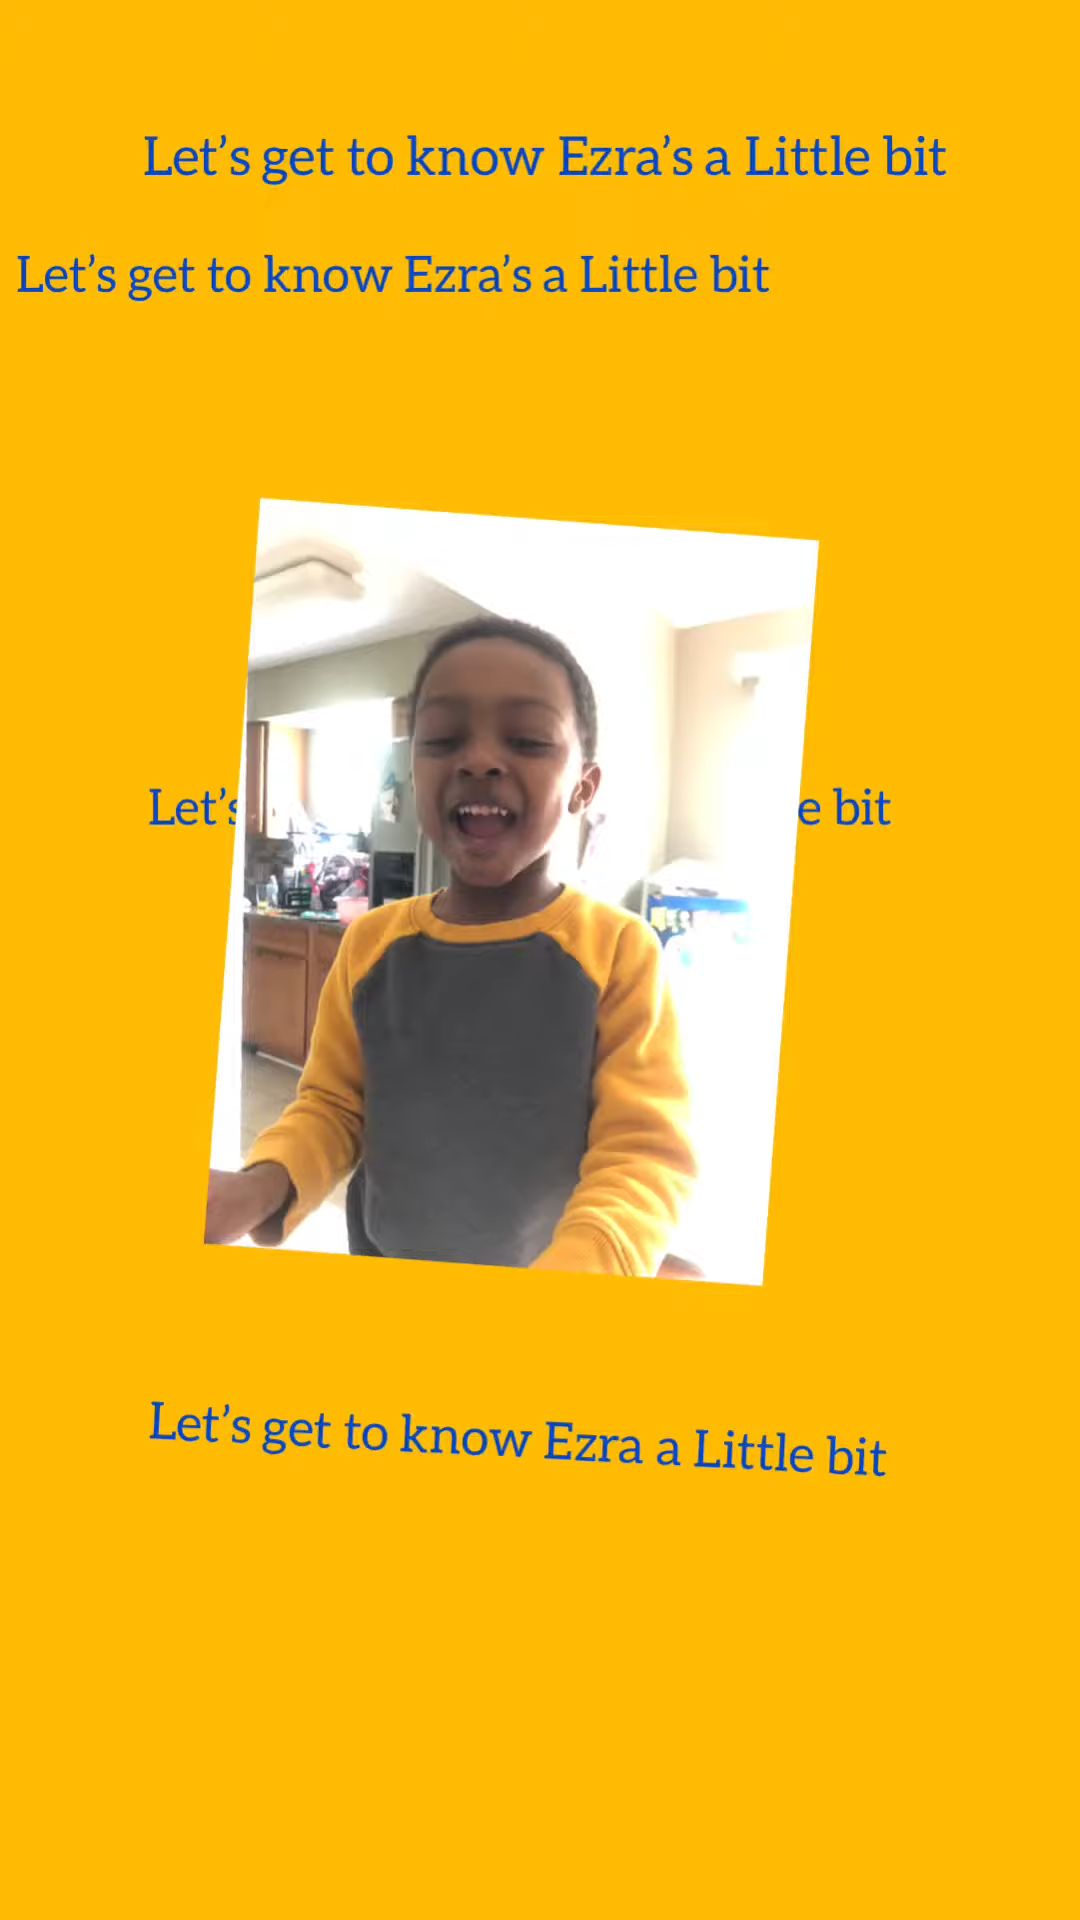 Let’s get to know Ezra’s a Little bit
Let’s get to know Ezra’s a Little bit
Let’s bit
Let’s get to know Ezra a Little bit